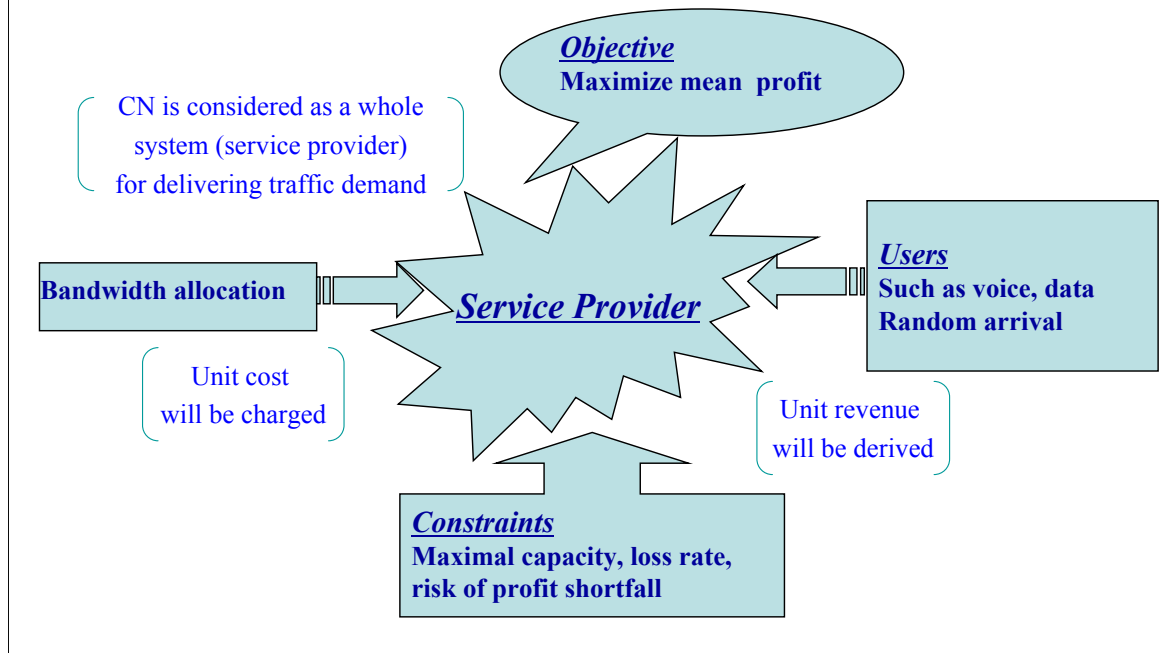 Objective
Maximize mean profit
CN is considered as a whole
system (service provider)
for delivering traffic demand
Users
Such as voice, data
Random arrival
Bandwidth allocation
Service Provider
Unit cost
will be charged
Unit revenue
will be derived
Constraints
Maximal capacity, loss rate,
risk of profit shortfall